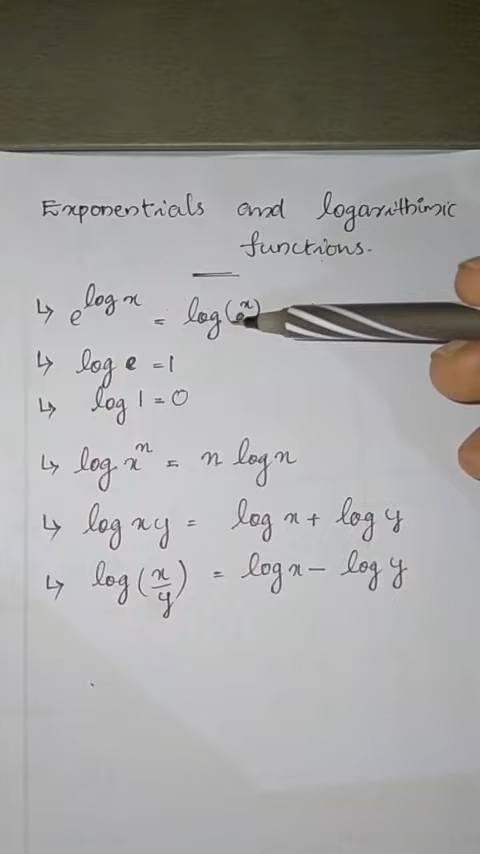 Exponentials and logarithimic
functions.
↳ e^{log x} = log(e^x)
↳ log e = 1
↳ log 1 = 0
↳ log x^n = n log x
↳ log xy = log x + log y
↳ log(x/y) = log x - log y